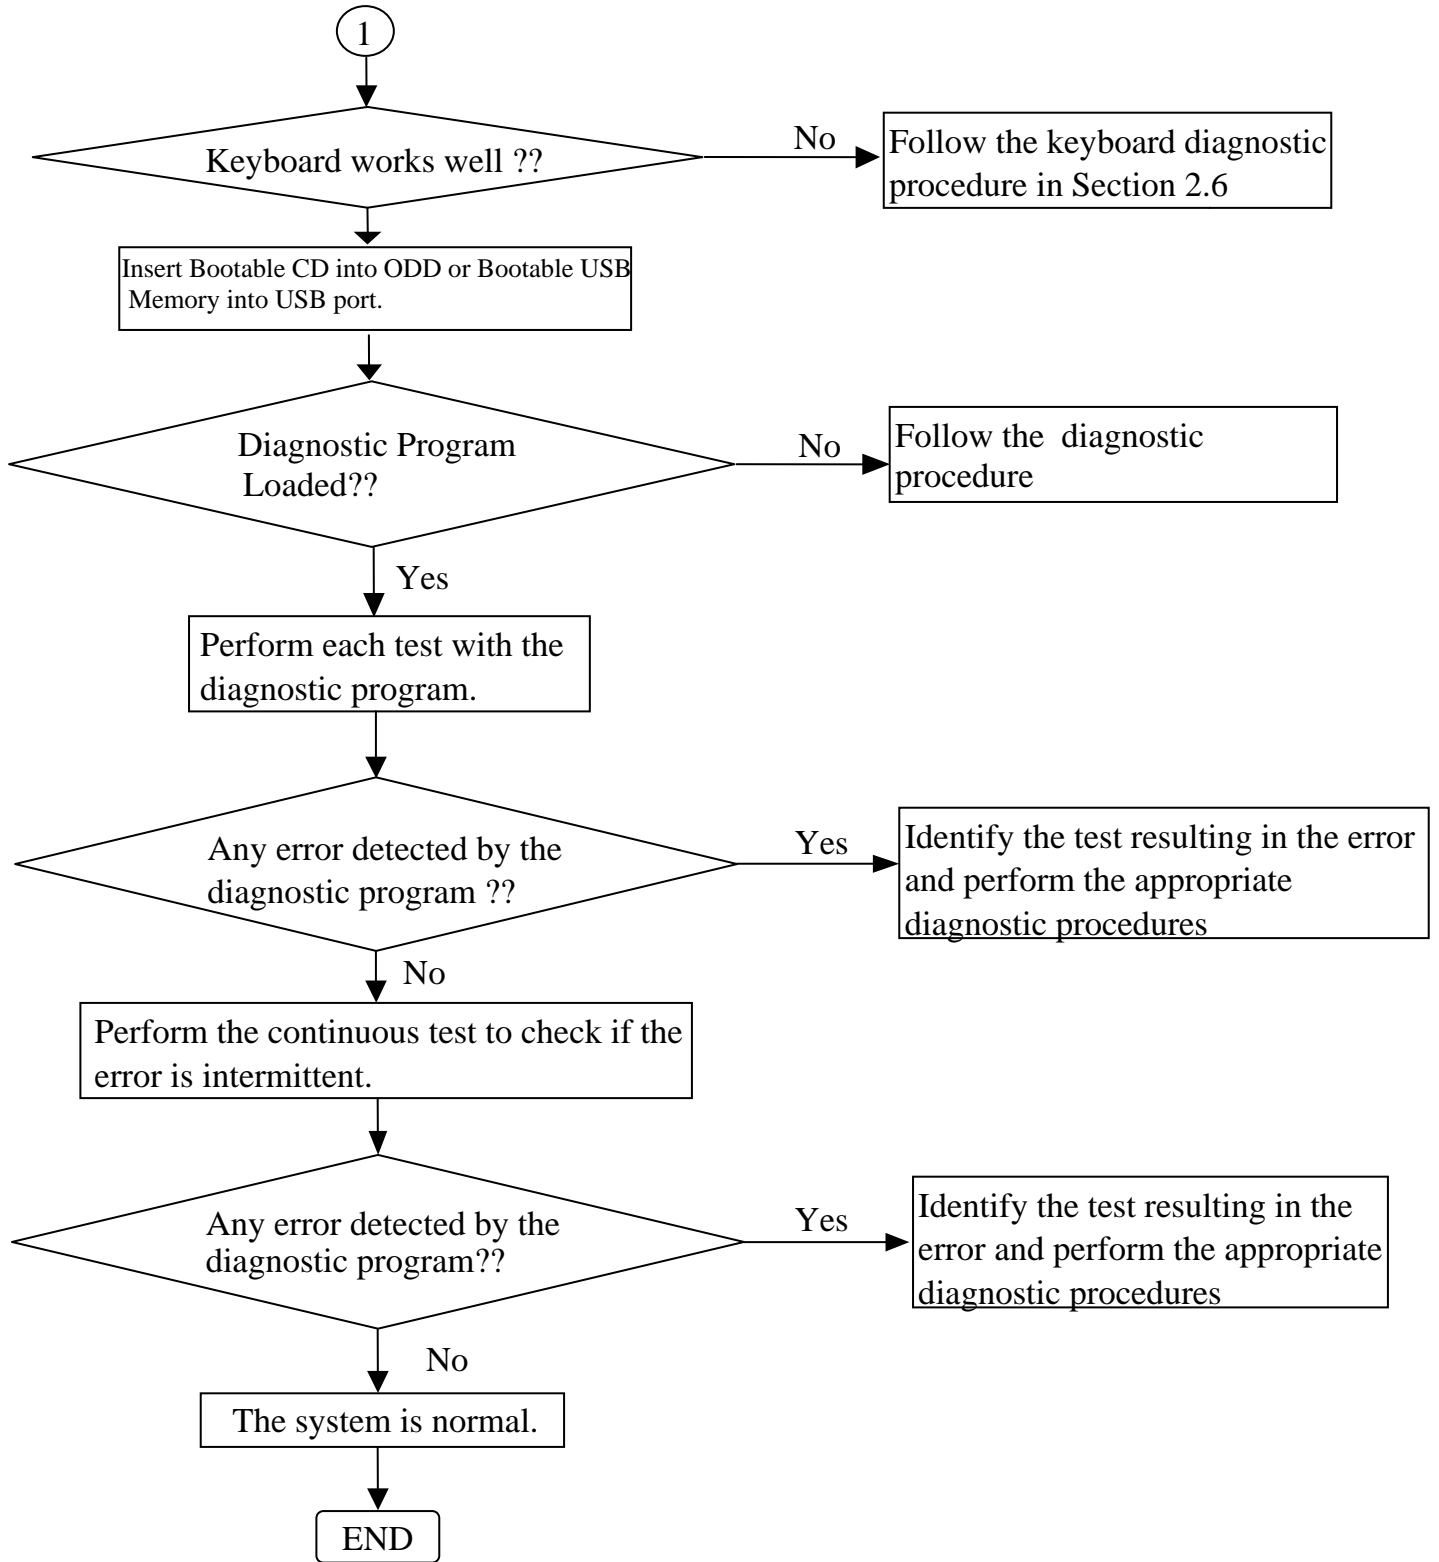 1
Keyboard works well ??
No
Follow the keyboard diagnostic
procedure in Section 2.6
Insert Bootable CD into ODD or Bootable USB
Memory into USB port.
Diagnostic Program
Loaded??
No
Follow the diagnostic
procedure
Yes
Perform each test with the
diagnostic program.
Any error detected by the
diagnostic program ??
Yes
Identify the test resulting in the error
and perform the appropriate
diagnostic procedures
No
Perform the continuous test to check if the
error is intermittent.
Any error detected by the
diagnostic program??
Yes
Identify the test resulting in the
error and perform the appropriate
diagnostic procedures
No
The system is normal.
END